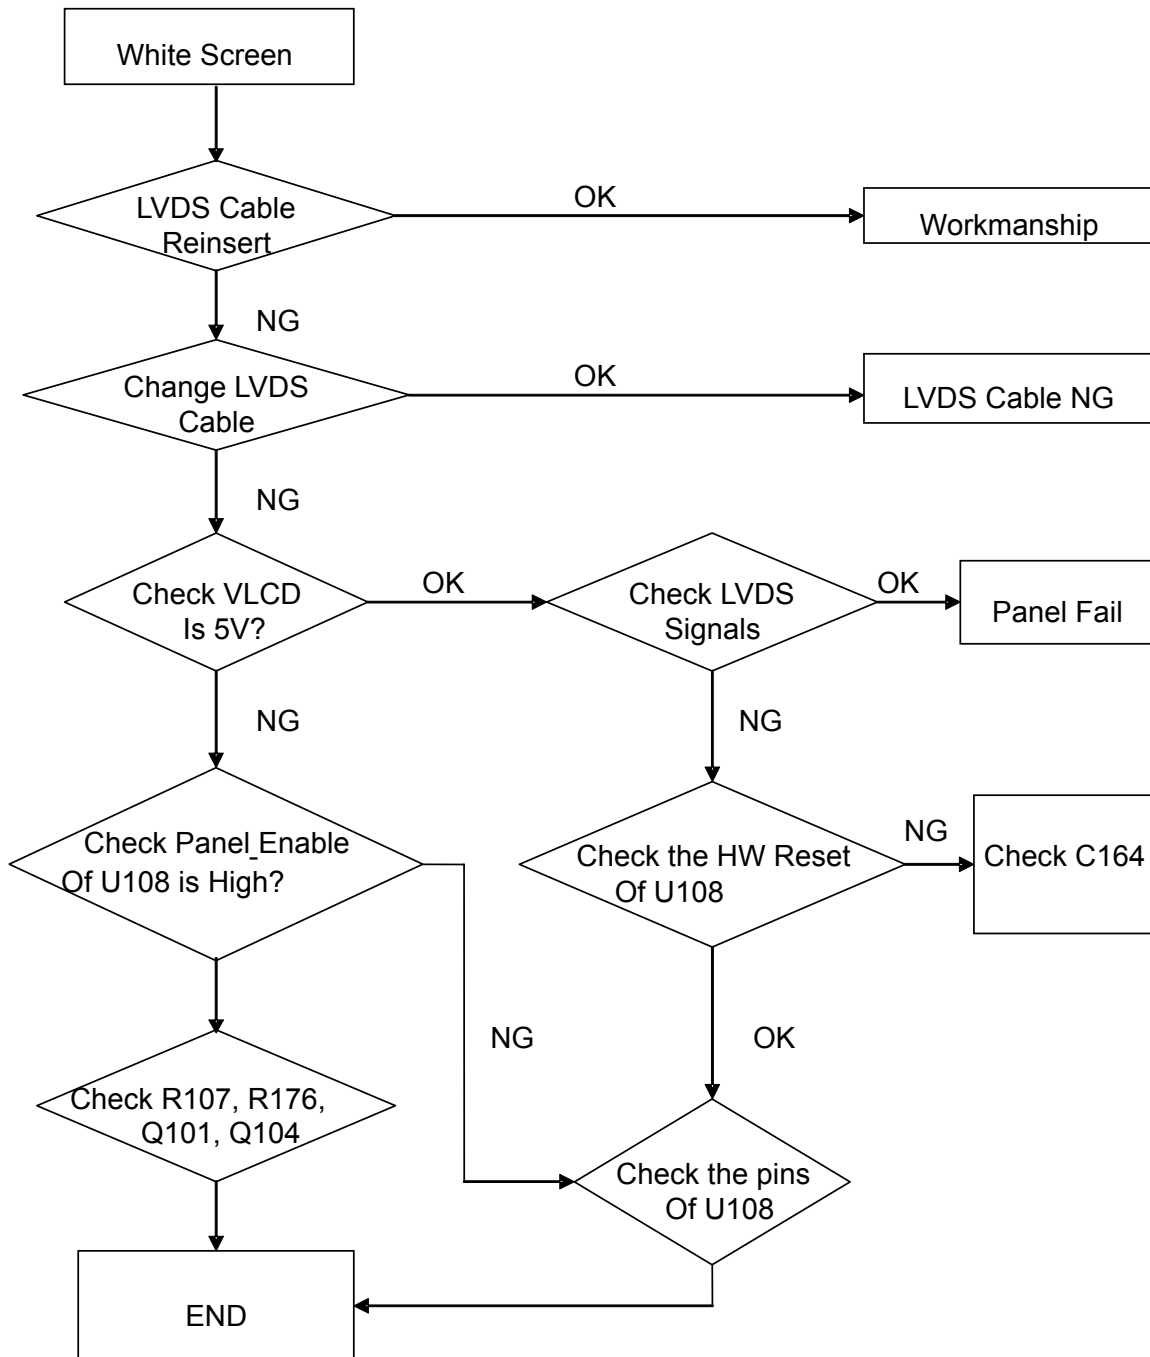 White Screen
LVDS Cable
Reinsert
OK
Workmanship
NG
Change LVDS
Cable
OK
LVDS Cable NG
NG
Check VLCD
Is 5V?
OK
Check LVDS
Signals
OK
Panel Fail
NG
NG
Check Panel_Enable
Of U108 is High?
Check the HW Reset
Of U108
NG
Check C164
NG
OK
Check R107, R176,
Q101, Q104
Check the pins
Of U108
END